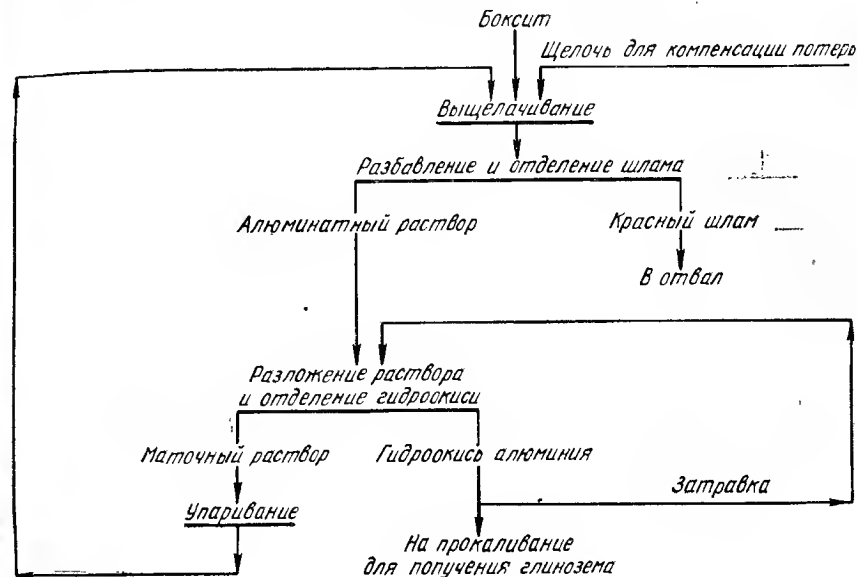 Боксит
Щелочь для компенсации потерь
Выщелачивание
Разбавление и отделение шлама
Алюминатный раствор
Красный шлам
В отвал
Разложение раствора
и отделение гидроокиси
Маточный раствор
Гидроокись алюминия
Затравка
Упаривание
На прокаливание
для получения глинозема